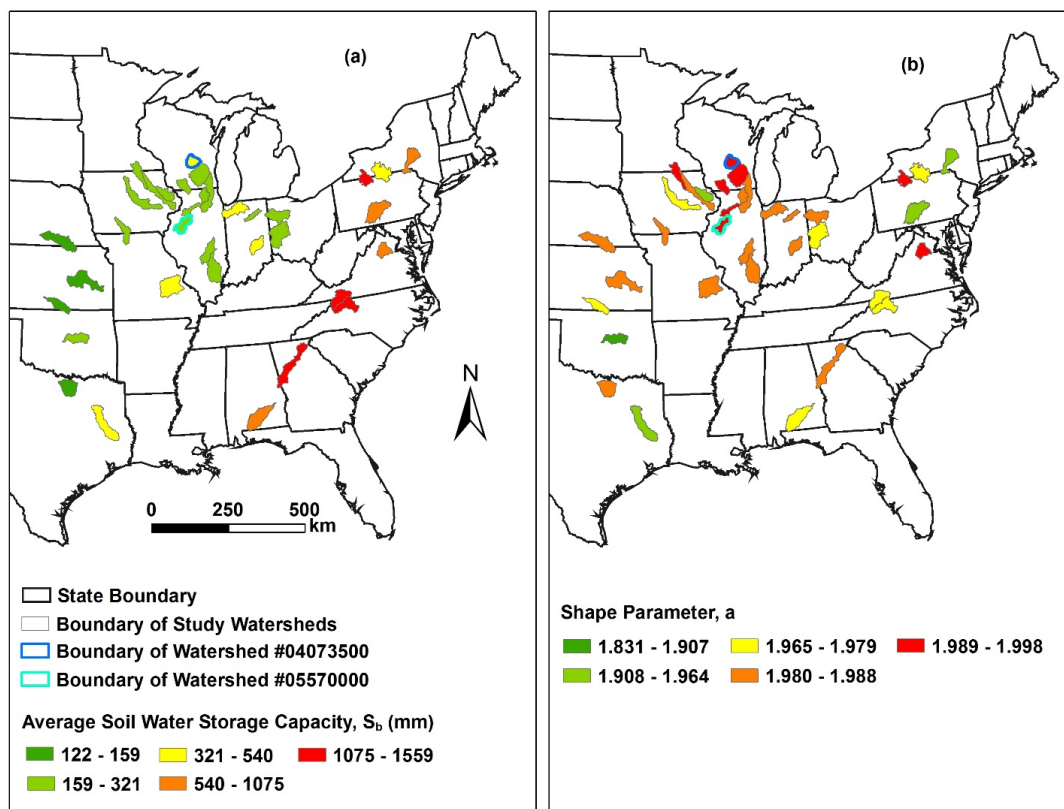 (a)
N
0 250 500
km
State Boundary
Boundary of Study Watersheds
Boundary of Watershed #04073500
Boundary of Watershed #05570000
Average Soil Water Storage Capacity, Sb (mm)
122 - 159 321 - 540 1075 - 1559
159 - 321 540 - 1075
(b)
Shape Parameter, a
1.831 - 1.907 1.965 - 1.979 1.989 - 1.998
1.908 - 1.964 1.980 - 1.988